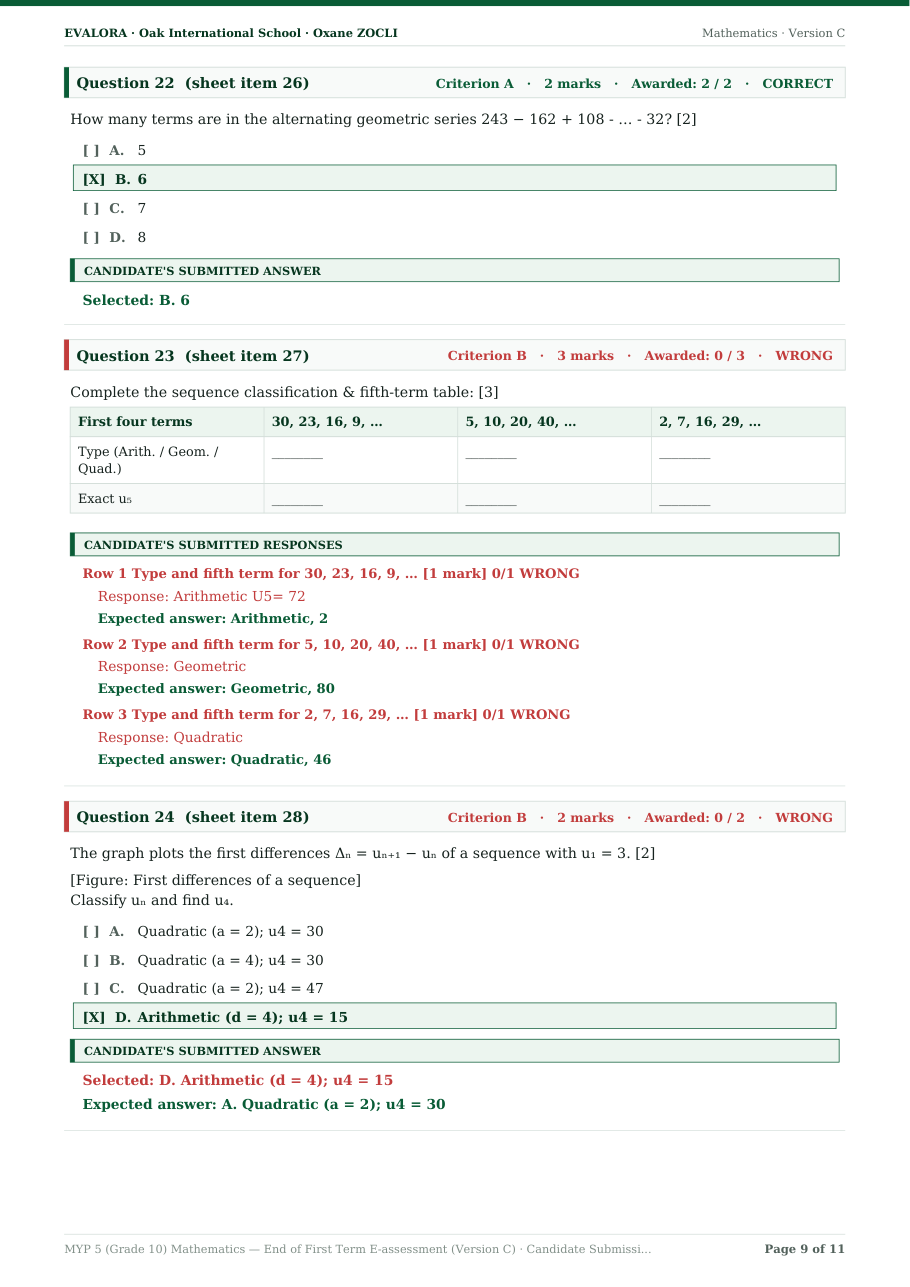 EVALORA · Oak International School · Oxane ZOCLI
Mathematics · Version C
Question 22 (sheet item 26)
Criterion A · 2 marks · Awarded: 2 / 2 · CORRECT
How many terms are in the alternating geometric series 243 − 162 + 108 - ... - 32? [2]
[ ] A. 5
[X] B. 6
[ ] C. 7
[ ] D. 8
CANDIDATE'S SUBMITTED ANSWER
Selected: B. 6
Question 23 (sheet item 27)
Criterion B · 3 marks · Awarded: 0 / 3 · WRONG
Complete the sequence classification & fifth-term table: [3]
First four terms 30, 23, 16, 9, ... 5, 10, 20, 40, ... 2, 7, 16, 29, ...
Type (Arith. / Geom. / ________ ________ ________
Quad.)
Exact u₅ ________ ________ ________
CANDIDATE'S SUBMITTED RESPONSES
Row 1 Type and fifth term for 30, 23, 16, 9, ... [1 mark] 0/1 WRONG
Response: Arithmetic U5= 72
Expected answer: Arithmetic, 2
Row 2 Type and fifth term for 5, 10, 20, 40, ... [1 mark] 0/1 WRONG
Response: Geometric
Expected answer: Geometric, 80
Row 3 Type and fifth term for 2, 7, 16, 29, ... [1 mark] 0/1 WRONG
Response: Quadratic
Expected answer: Quadratic, 46
Question 24 (sheet item 28)
Criterion B · 2 marks · Awarded: 0 / 2 · WRONG
The graph plots the first differences Δₙ = uₙ₊₁ − uₙ of a sequence with u₁ = 3. [2]
[Figure: First differences of a sequence]
Classify uₙ and find u₄.
[ ] A. Quadratic (a = 2); u4 = 30
[ ] B. Quadratic (a = 4); u4 = 30
[ ] C. Quadratic (a = 2); u4 = 47
[X] D. Arithmetic (d = 4); u4 = 15
CANDIDATE'S SUBMITTED ANSWER
Selected: D. Arithmetic (d = 4); u4 = 15
Expected answer: A. Quadratic (a = 2); u4 = 30
MYP 5 (Grade 10) Mathematics — End of First Term E-assessment (Version C) · Candidate Submissi...
Page 9 of 11